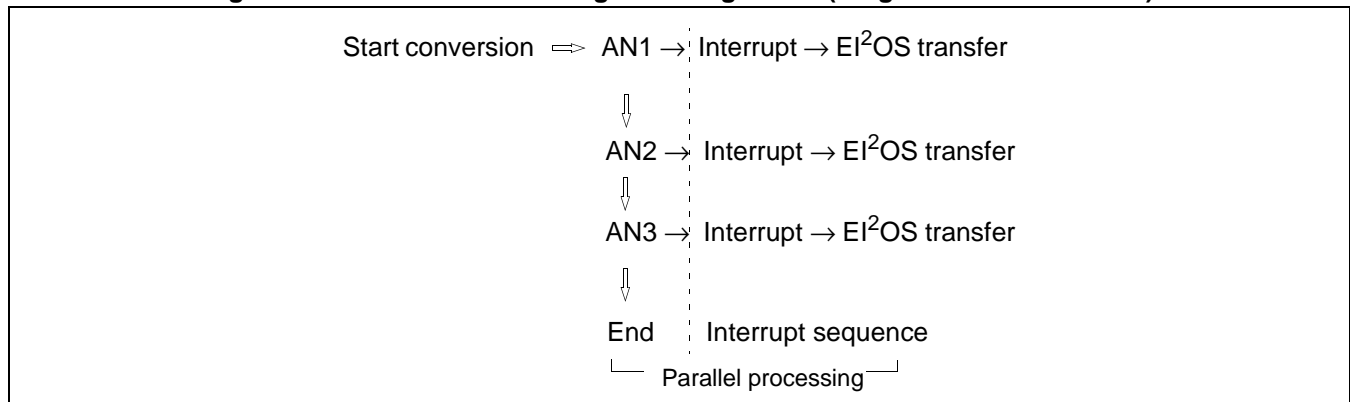 Start conversion ⇒ AN1 → Interrupt → EI²OS transfer
⇓
AN2 → Interrupt → EI²OS transfer
⇓
AN3 → Interrupt → EI²OS transfer
⇓
End Interrupt sequence
Parallel processing